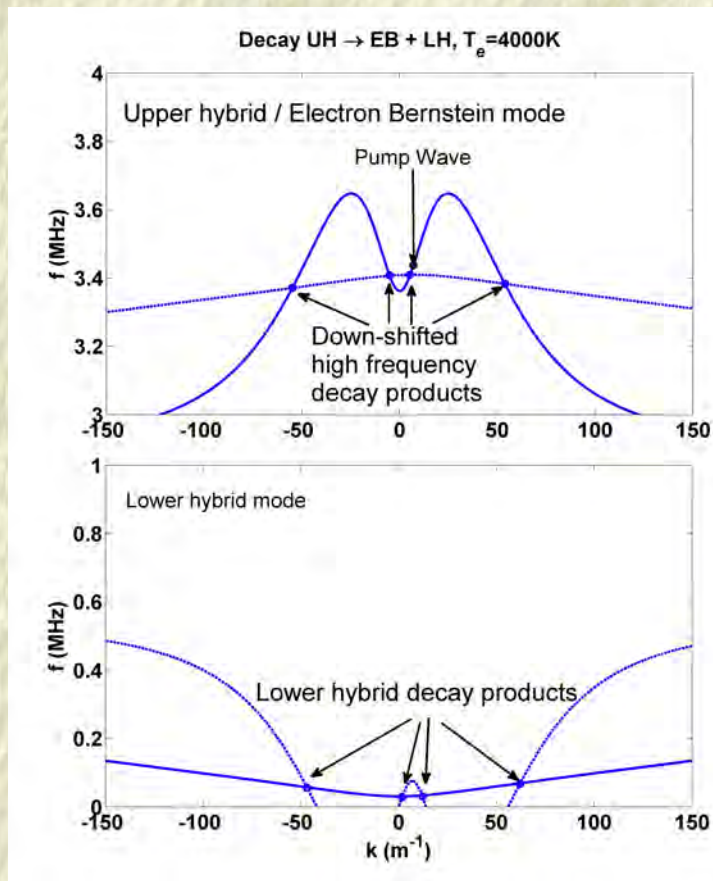 Decay UH → EB + LH, Te=4000K
Upper hybrid / Electron Bernstein mode
Pump Wave
Down-shifted
high frequency
decay products
f (MHz)
4
3.8
3.6
3.4
3.2
3
-150 -100 -50 0 50 100 150
Lower hybrid mode
Lower hybrid decay products
f (MHz)
1
0.8
0.6
0.4
0.2
0
-150 -100 -50 0 50 100 150
k (m⁻¹)